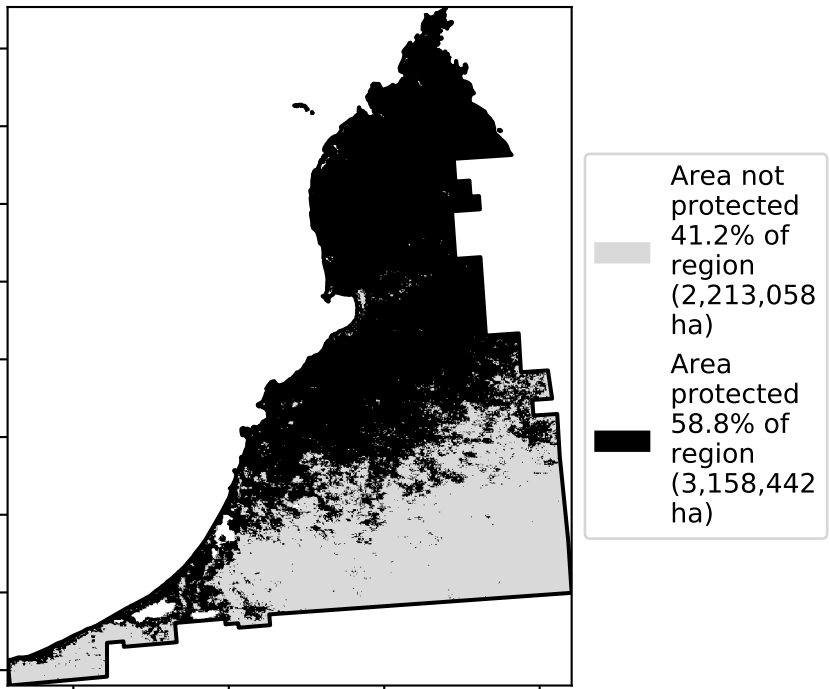 Area not
protected
41.2% of
region
(2,213,058
ha)
Area
protected
58.8% of
region
(3,158,442
ha)